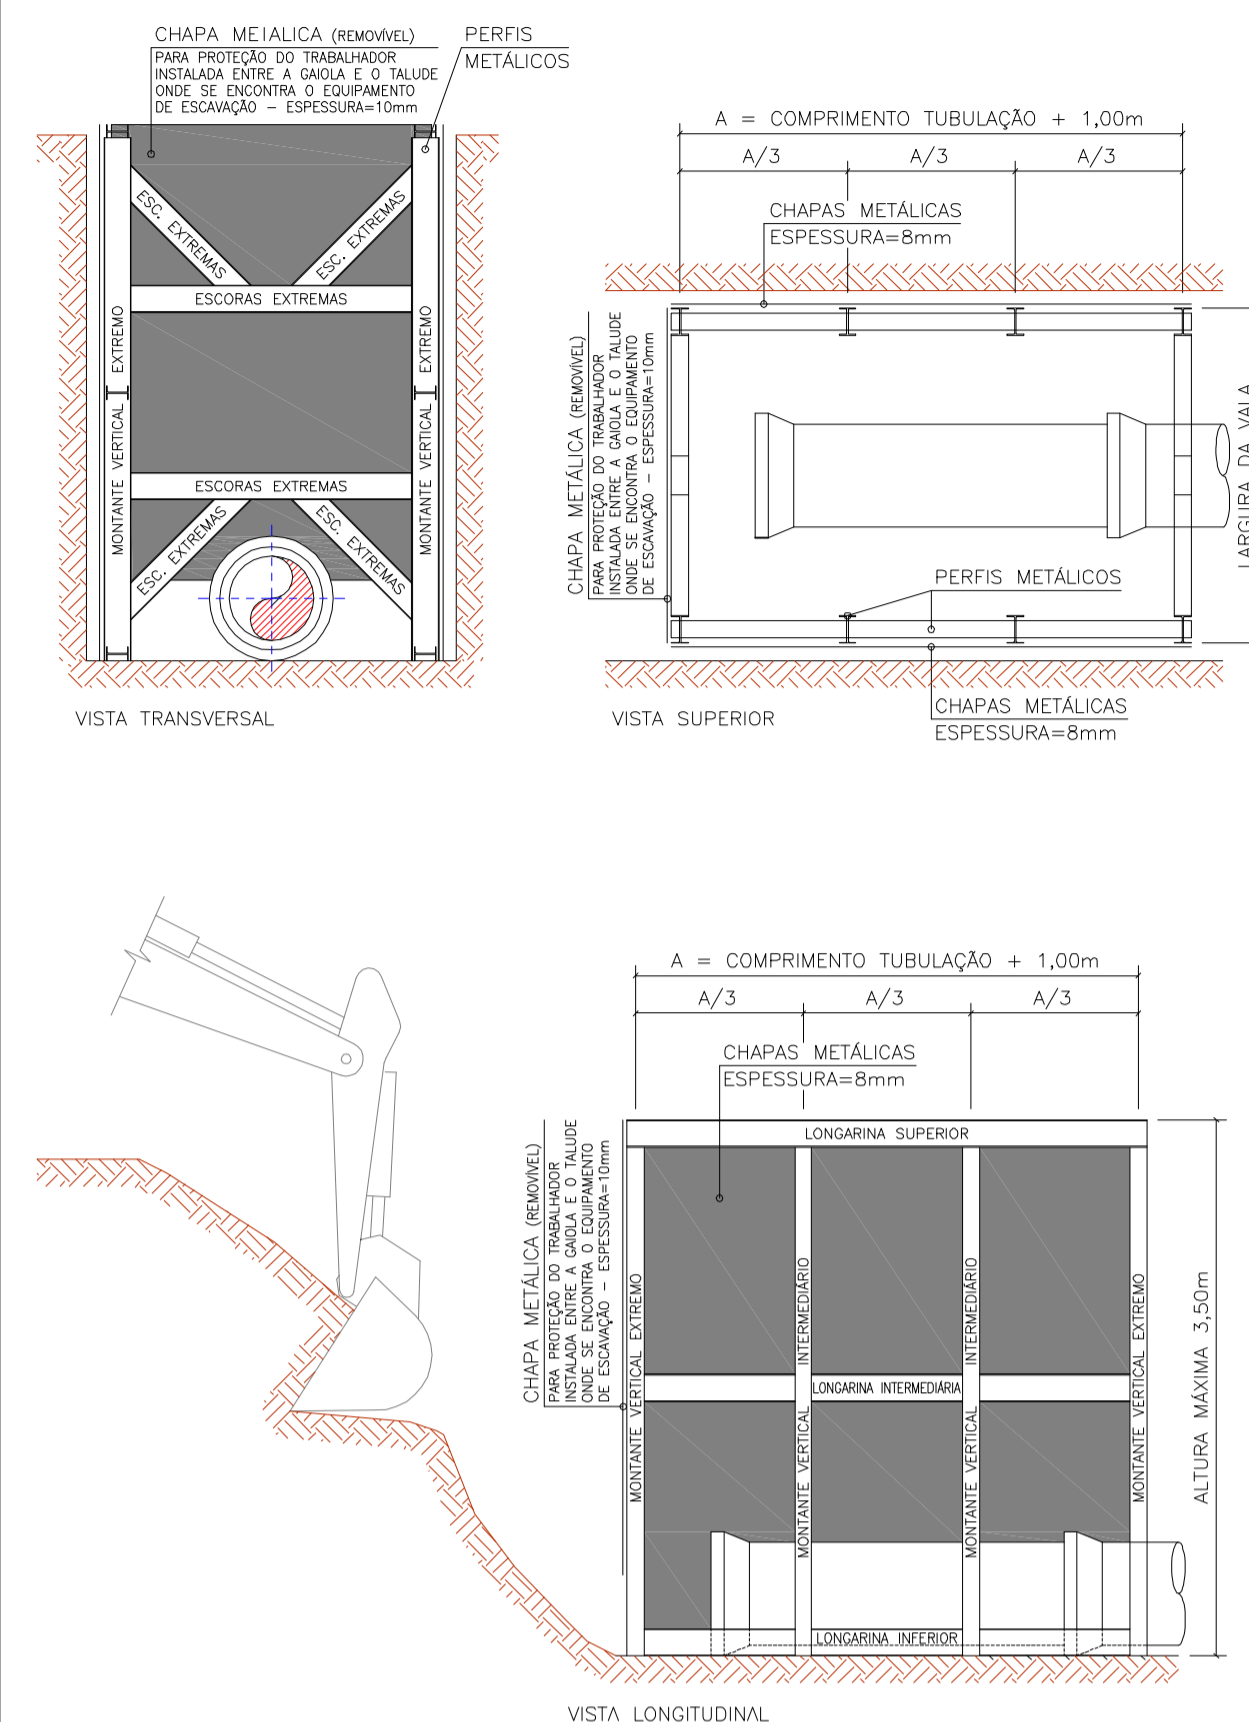 CHAPA MEIALICA (REMOVÍVEL)
PARA PROTEÇÃO DO TRABALHADOR
INSTALADA ENTRE A GAIOLA E O TALUDE
ONDE SE ENCONTRA O EQUIPAMENTO
DE ESCAVAÇÃO – ESPESSURA=10mm
PERFIS
METÁLICOS
ESC. EXTREMAS
ESC. EXTREMAS
ESCORAS EXTREMAS
MONTANTE VERTICAL EXTREMO
MONTANTE VERTICAL EXTREMO
ESCORAS EXTREMAS
ESC. EXTREMAS
ESC. EXTREMAS
VISTA TRANSVERSAL
A = COMPRIMENTO TUBULAÇÃO + 1,00m
A/3
A/3
A/3
CHAPAS METÁLICAS
ESPESSURA=8mm
CHAPA METÁLICA (REMOVÍVEL)
PARA PROTEÇÃO DO TRABALHADOR
INSTALADA ENTRE A GAIOLA E O TALUDE
ONDE SE ENCONTRA O EQUIPAMENTO
DE ESCAVAÇÃO – ESPESSURA=10mm
LARGURA DA VALA
PERFIS METÁLICOS
CHAPAS METÁLICAS
ESPESSURA=8mm
VISTA SUPERIOR
A = COMPRIMENTO TUBULAÇÃO + 1,00m
A/3
A/3
A/3
CHAPAS METÁLICAS
ESPESSURA=8mm
CHAPA METÁLICA (REMOVÍVEL)
PARA PROTEÇÃO DO TRABALHADOR
INSTALADA ENTRE A GAIOLA E O TALUDE
ONDE SE ENCONTRA O EQUIPAMENTO
DE ESCAVAÇÃO – ESPESSURA=10mm
LONGARINA SUPERIOR
MONTANTE VERTICAL EXTREMO
MONTANTE VERTICAL INTERMEDIÁRIO
LONGARINA INTERMEDIÁRIA
MONTANTE VERTICAL INTERMEDIÁRIO
MONTANTE VERTICAL EXTREMO
ALTURA MÁXIMA 3,50m
LONGARINA INFERIOR
VISTA LONGITUDINAL